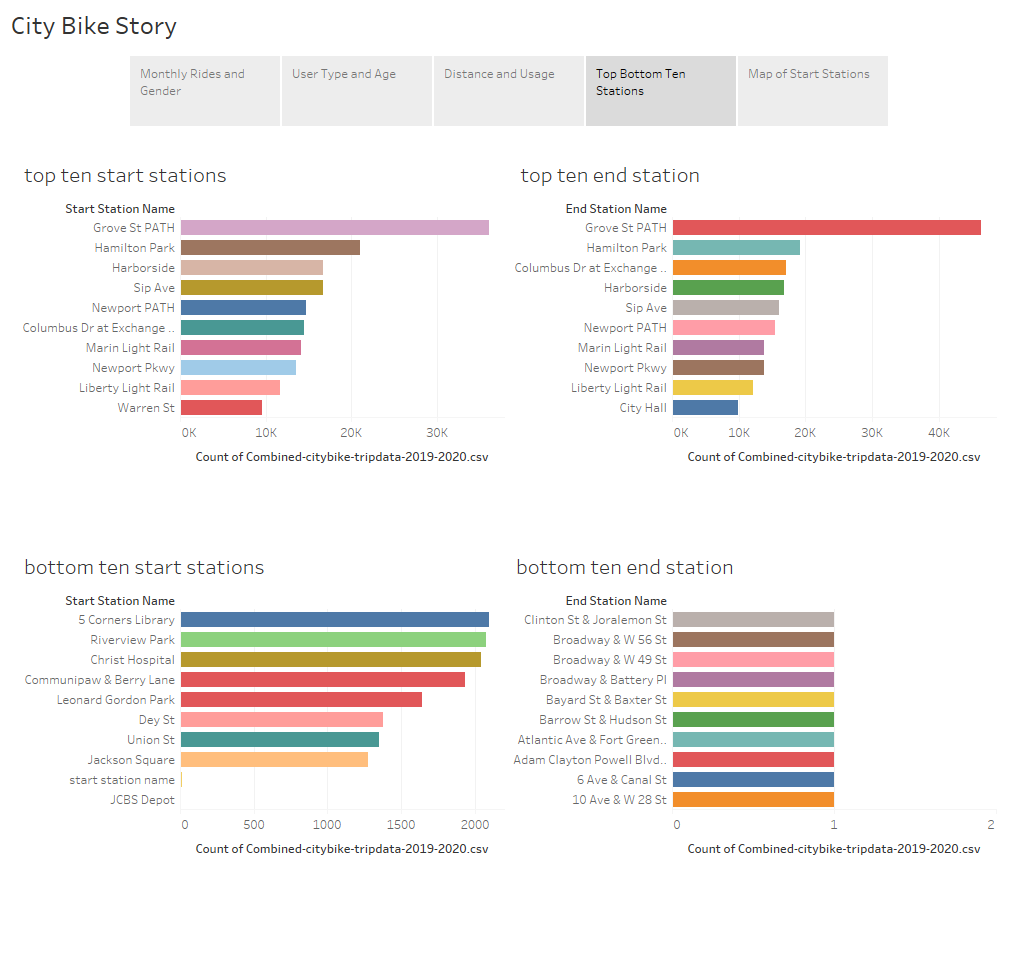 City Bike Story
Monthly Rides and
Gender
User Type and Age
Distance and Usage
Top Bottom Ten
Stations
Map of Start Stations
top ten start stations
Start Station Name
Grove St PATH
Hamilton Park
Harborside
Sip Ave
Newport PATH
Columbus Dr at Exchange ..
Marin Light Rail
Newport Pkwy
Liberty Light Rail
Warren St
0K 10K 20K 30K
Count of Combined-citybike-tripdata-2019-2020.csv
top ten end station
End Station Name
Grove St PATH
Hamilton Park
Columbus Dr at Exchange ..
Harborside
Sip Ave
Newport PATH
Marin Light Rail
Newport Pkwy
Liberty Light Rail
City Hall
0K 10K 20K 30K 40K
Count of Combined-citybike-tripdata-2019-2020.csv
bottom ten start stations
Start Station Name
5 Corners Library
Riverview Park
Christ Hospital
Communipaw & Berry Lane
Leonard Gordon Park
Dey St
Union St
Jackson Square
start station name
JCBS Depot
0 500 1000 1500 2000
Count of Combined-citybike-tripdata-2019-2020.csv
bottom ten end station
End Station Name
Clinton St & Joralemon St
Broadway & W 56 St
Broadway & W 49 St
Broadway & Battery Pl
Bayard St & Baxter St
Barrow St & Hudson St
Atlantic Ave & Fort Green..
Adam Clayton Powell Blvd..
6 Ave & Canal St
10 Ave & W 28 St
0 1 2
Count of Combined-citybike-tripdata-2019-2020.csv